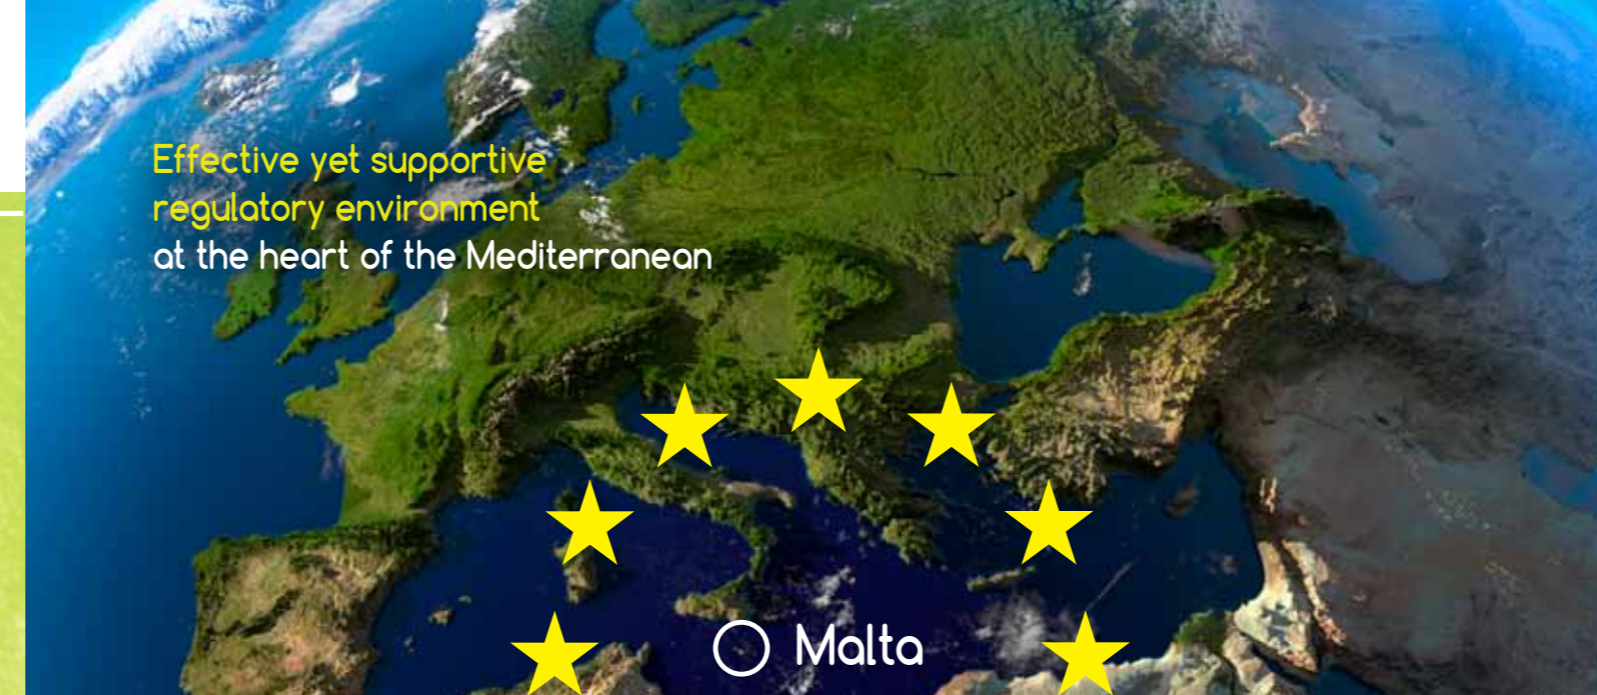 Effective yet supportive
regulatory environment
at the heart of the Mediterranean
Malta